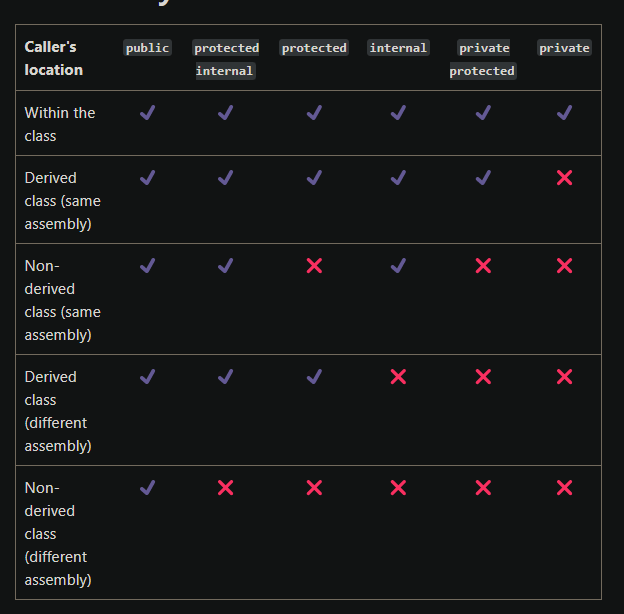 Caller's
location
public
protected
internal
protected
internal
private
protected
private
Within the
class
Derived
class (same
assembly)
Non-
derived
class (same
assembly)
Derived
class
(different
assembly)
Non-
derived
class
(different
assembly)